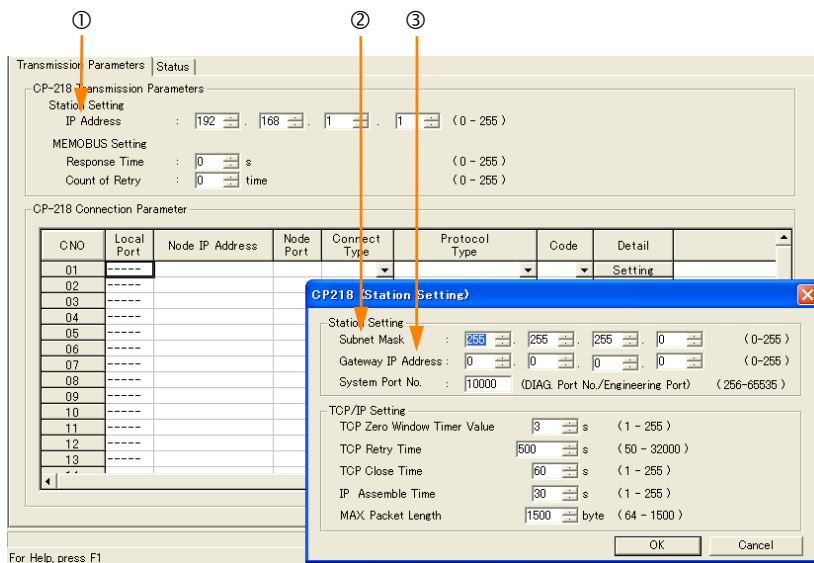 ① ② ③
Transmission Parameters Status
CP-218 Transmission Parameters
Station Setting
IP Address : 192 . 168 . 1 . 1 (0 - 255)
MEMOBUS Setting
Response Time : 0 s (0 - 255)
Count of Retry : 0 time (0 - 255)
CP-218 Connection Parameter
CNO Local Port Node IP Address Node Port Connect Type Protocol Type Code Detail
01 ----- Setting
02 -----
03 -----
04 -----
05 -----
06 -----
07 -----
08 -----
09 -----
10 -----
11 -----
12 -----
13 -----
CP218 (Station Setting)
Station Setting
Subnet Mask : 255 . 255 . 255 . 0 (0-255)
Gateway IP Address : 0 . 0 . 0 . 0 (0-255)
System Port No. : 10000 (DIAG. Port No./Engineering Port) (256-65535)
TCP/IP Setting
TCP Zero Window Timer Value 3 s (1 - 255)
TCP Retry Time 500 s (50 - 32000)
TCP Close Time 60 s (1 - 255)
IP Assemble Time 30 s (1 - 255)
MAX Packet Length 1500 byte (64 - 1500)
OK Cancel
For Help, press F1